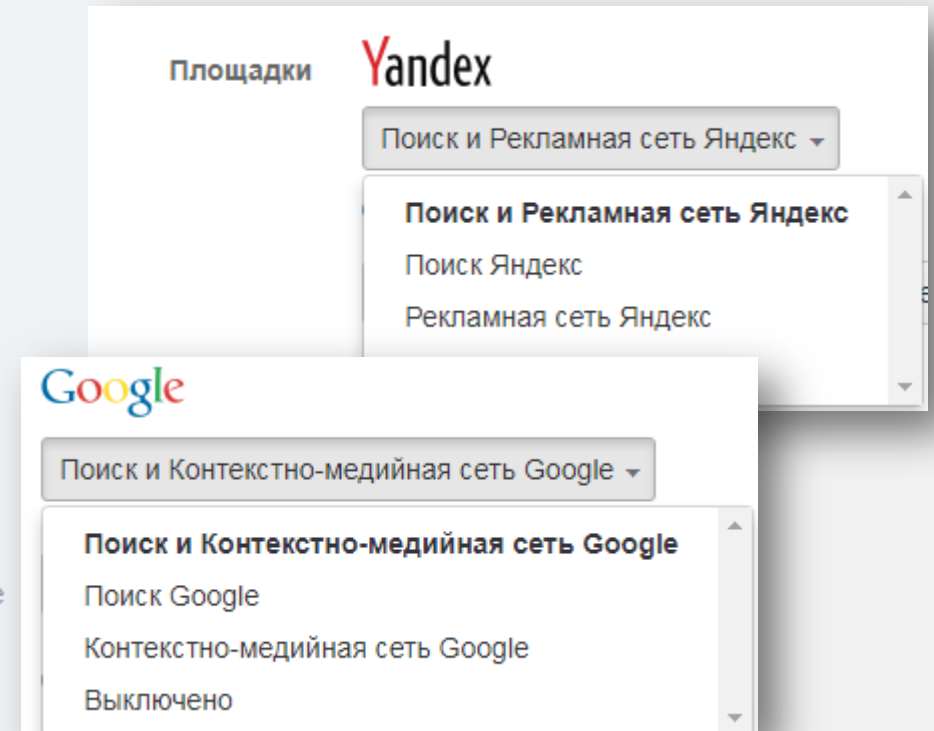 Площадки
Yandex
Поиск и Рекламная сеть Яндекс
Поиск и Рекламная сеть Яндекс
Поиск Яндекс
Рекламная сеть Яндекс
Google
Поиск и Контекстно-медийная сеть Google
Поиск и Контекстно-медийная сеть Google
Поиск Google
Контекстно-медийная сеть Google
Выключено